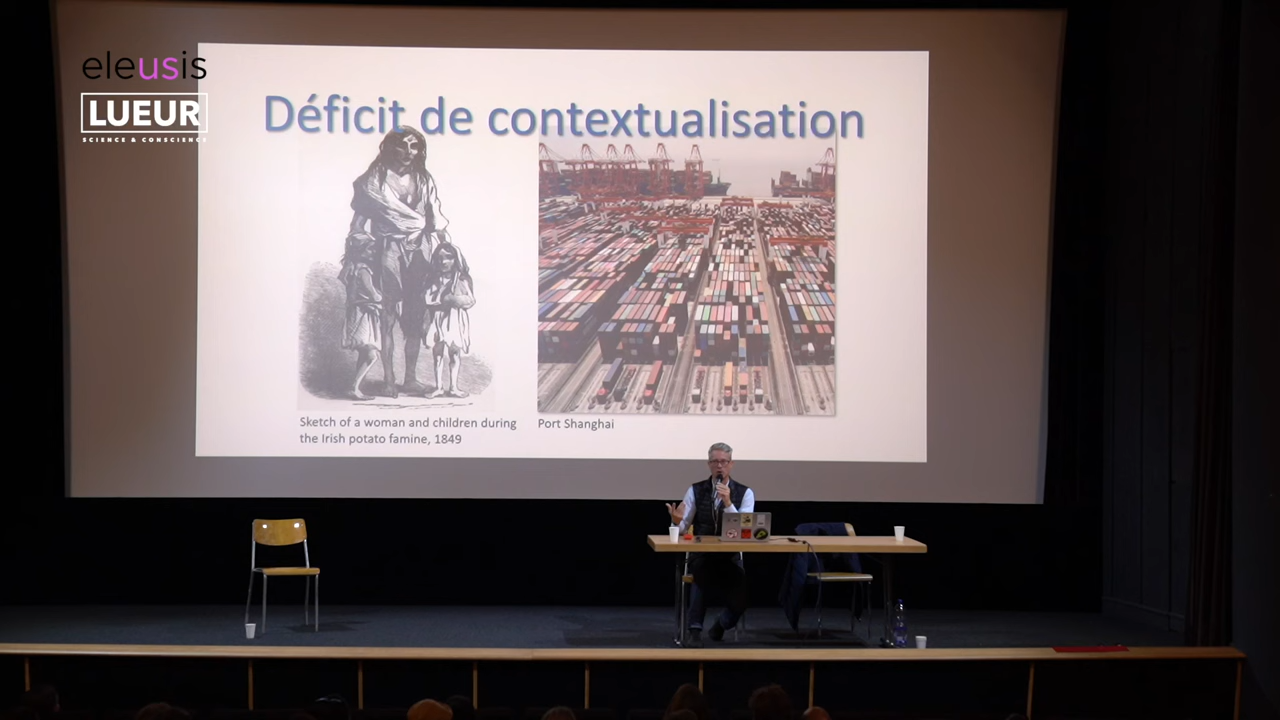 eleusis
LUEUR
SCIENCE & CONSCIENCE
Déficit de contextualisation
Sketch of a woman and children during
the Irish potato famine, 1849
Port Shanghai